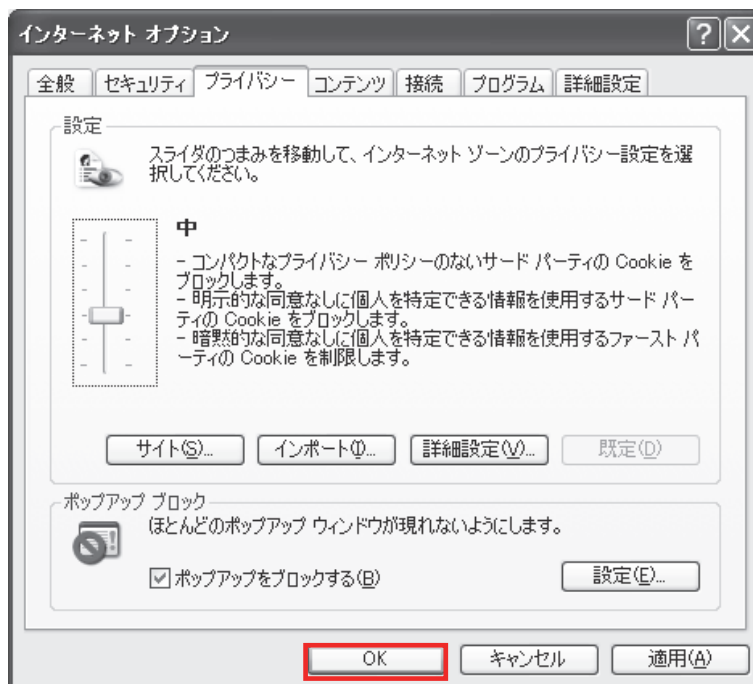 インターネット オプション
全般 セキュリティ プライバシー コンテンツ 接続 プログラム 詳細設定
設定
スライダのつまみを移動して、インターネット ゾーンのプライバシー設定を選
択してください。
中
- コンパクトなプライバシー ポリシーのないサード パーティの Cookie を
ブロックします。
- 明示的な同意なしに個人を特定できる情報を使用するサード パー
ティの Cookie をブロックします。
- 暗黙的な同意なしに個人を特定できる情報を使用するファースト パ
ーティの Cookie を制限します。
サイト(S)... インポート(I)... 詳細設定(V)... 既定(D)
ポップアップ ブロック
ほとんどのポップアップ ウィンドウが現れないようにします。
ポップアップをブロックする(B)
設定(E)...
OK キャンセル 適用(A)